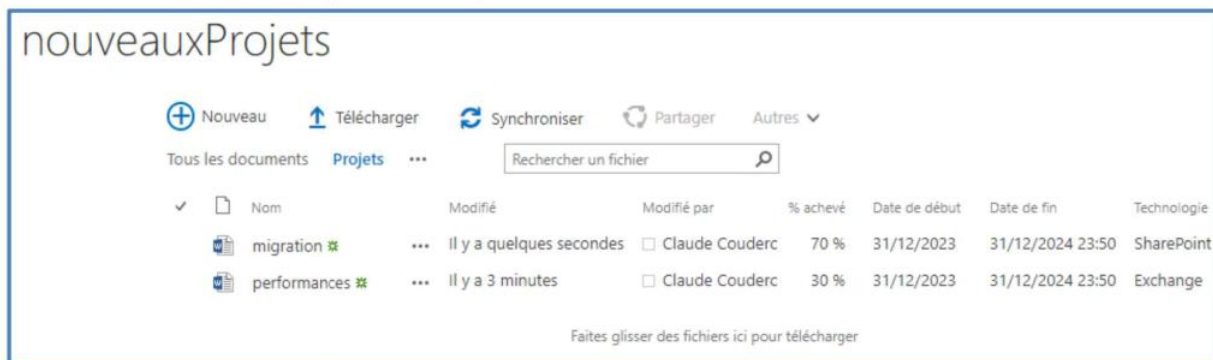 nouveauxProjets
Nouveau Télécharger Synchroniser Partager Autres
Tous les documents Projets ... Rechercher un fichier
Nom Modifié Modifié par % achevé Date de début Date de fin Technologie
migration ... Il y a quelques secondes Claude Couderc 70 % 31/12/2023 31/12/2024 23:50 SharePoint
performances ... Il y a 3 minutes Claude Couderc 30 % 31/12/2023 31/12/2024 23:50 Exchange
Faites glisser des fichiers ici pour télécharger